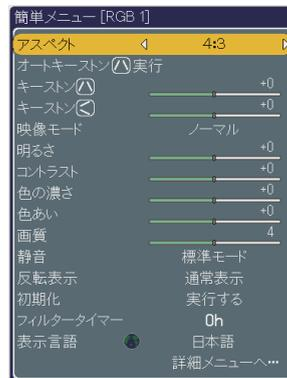 簡単メニュー [RGB 1]
アスペクト 4:3
オートキーストン 実行
キーストン +0
キーストン +0
映像モード ノーマル
明るさ +0
コントラスト +0
色の濃さ +0
色あい +0
画質 4
静音 標準モード
反転表示 通常表示
初期化 実行する
フィルタータイマー 0h
表示言語 日本語
詳細メニューへ…